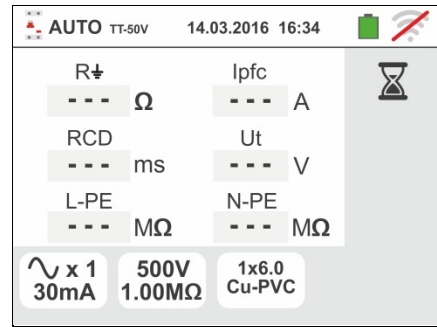 AUTO TT-50V 14.03.2016 16:34
R⏚ Ipfc
--- Ω --- A
RCD Ut
--- ms --- V
L-PE N-PE
--- MΩ --- MΩ
∿ x 1 500V 1x6.0
30mA 1.00MΩ Cu-PVC